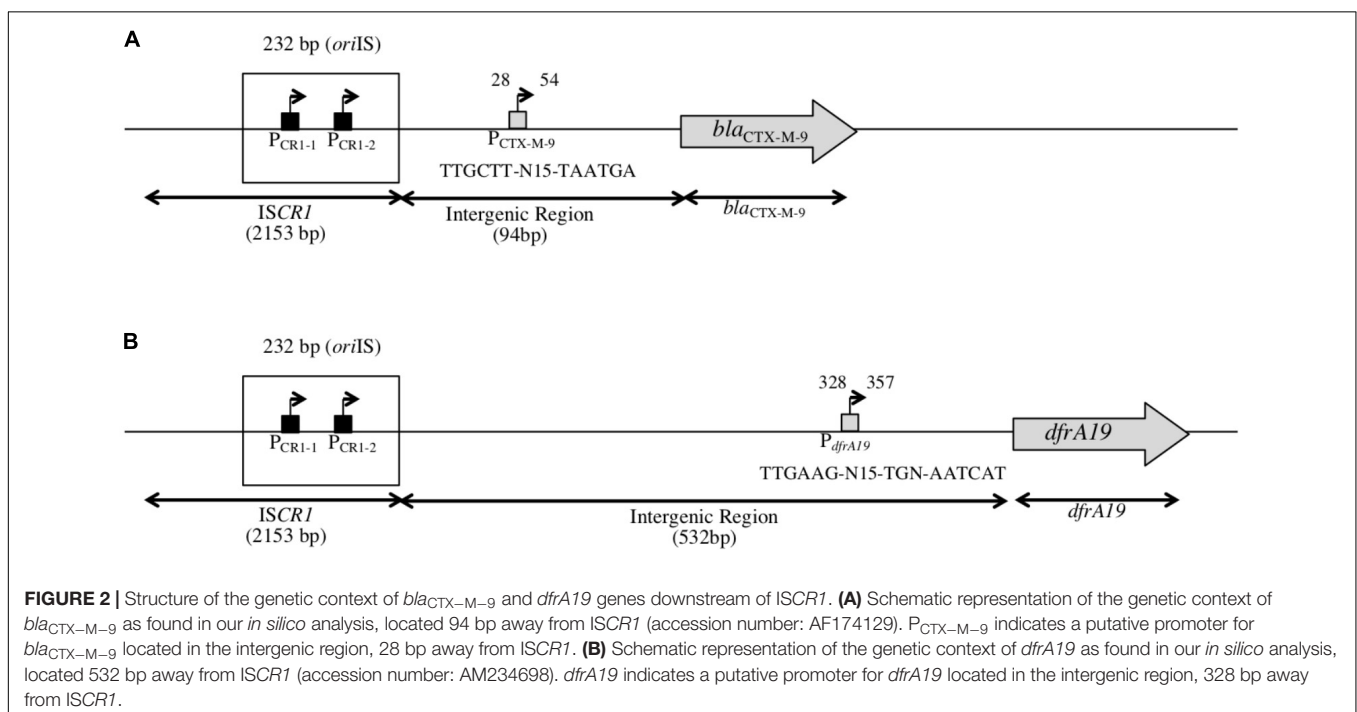 A
232 bp (oriIS)
28 54
PCR1-1 PCR1-2 PCTX-M-9 blaCTX-M-9
TTGCTT-N15-TAATGA
ISCR1 Intergenic Region blaCTX-M-9
(2153 bp) (94bp)
B
232 bp (oriIS)
328 357
PCR1-1 PCR1-2 PdfrA19 dfrA19
TTGAAG-N15-TGN-AATCAT
ISCR1 Intergenic Region dfrA19
(2153 bp) (532bp)
FIGURE 2 | Structure of the genetic context of blaCTX−M−9 and dfrA19 genes downstream of ISCR1. (A) Schematic representation of the genetic context of
blaCTX−M−9 as found in our in silico analysis, located 94 bp away from ISCR1 (accession number: AF174129). PCTX−M−9 indicates a putative promoter for
blaCTX−M−9 located in the intergenic region, 28 bp away from ISCR1. (B) Schematic representation of the genetic context of dfrA19 as found in our in silico analysis,
located 532 bp away from ISCR1 (accession number: AM234698). dfrA19 indicates a putative promoter for dfrA19 located in the intergenic region, 328 bp away
from ISCR1.